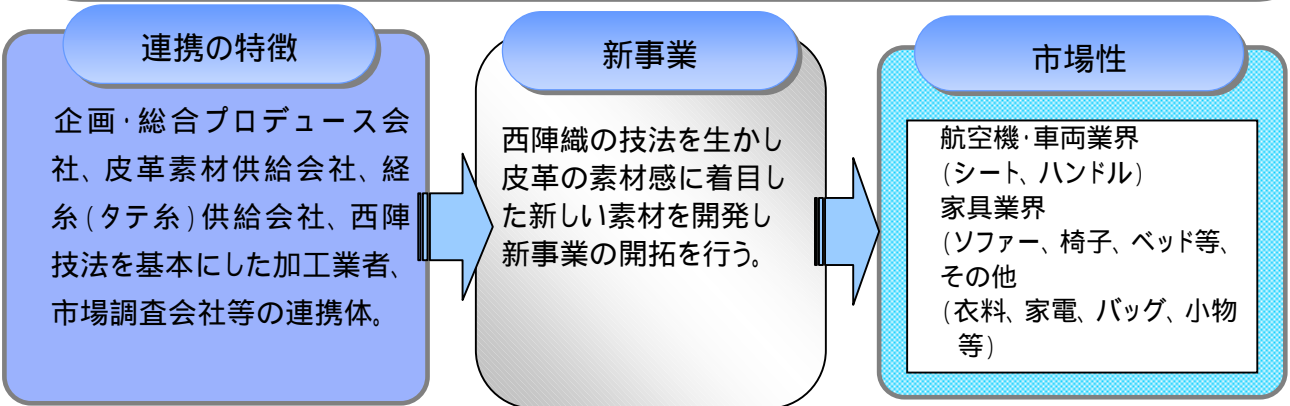 連携の特徴
企画・総合プロデュース会
社、皮革素材供給会社、経
糸(タテ糸)供給会社、西陣
技法を基本にした加工業者、
市場調査会社等の連携体。
新事業
西陣織の技法を生かし
皮革の素材感に着目し
た新しい素材を開発し
新事業の開拓を行う。
市場性
航空機・車両業界
(シート、ハンドル)
家具業界
(ソファー、椅子、ベッド等、
その他
(衣料、家電、バッグ、小物
等)